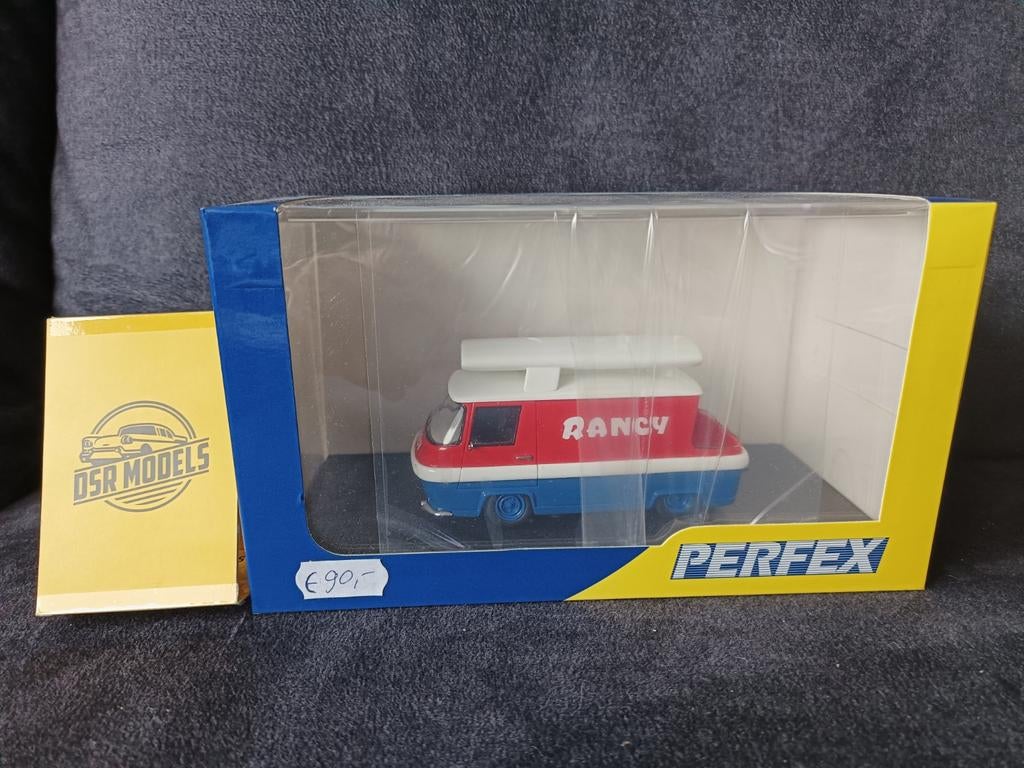 DSR MODELS
RANCY
PERFEX
€90,-